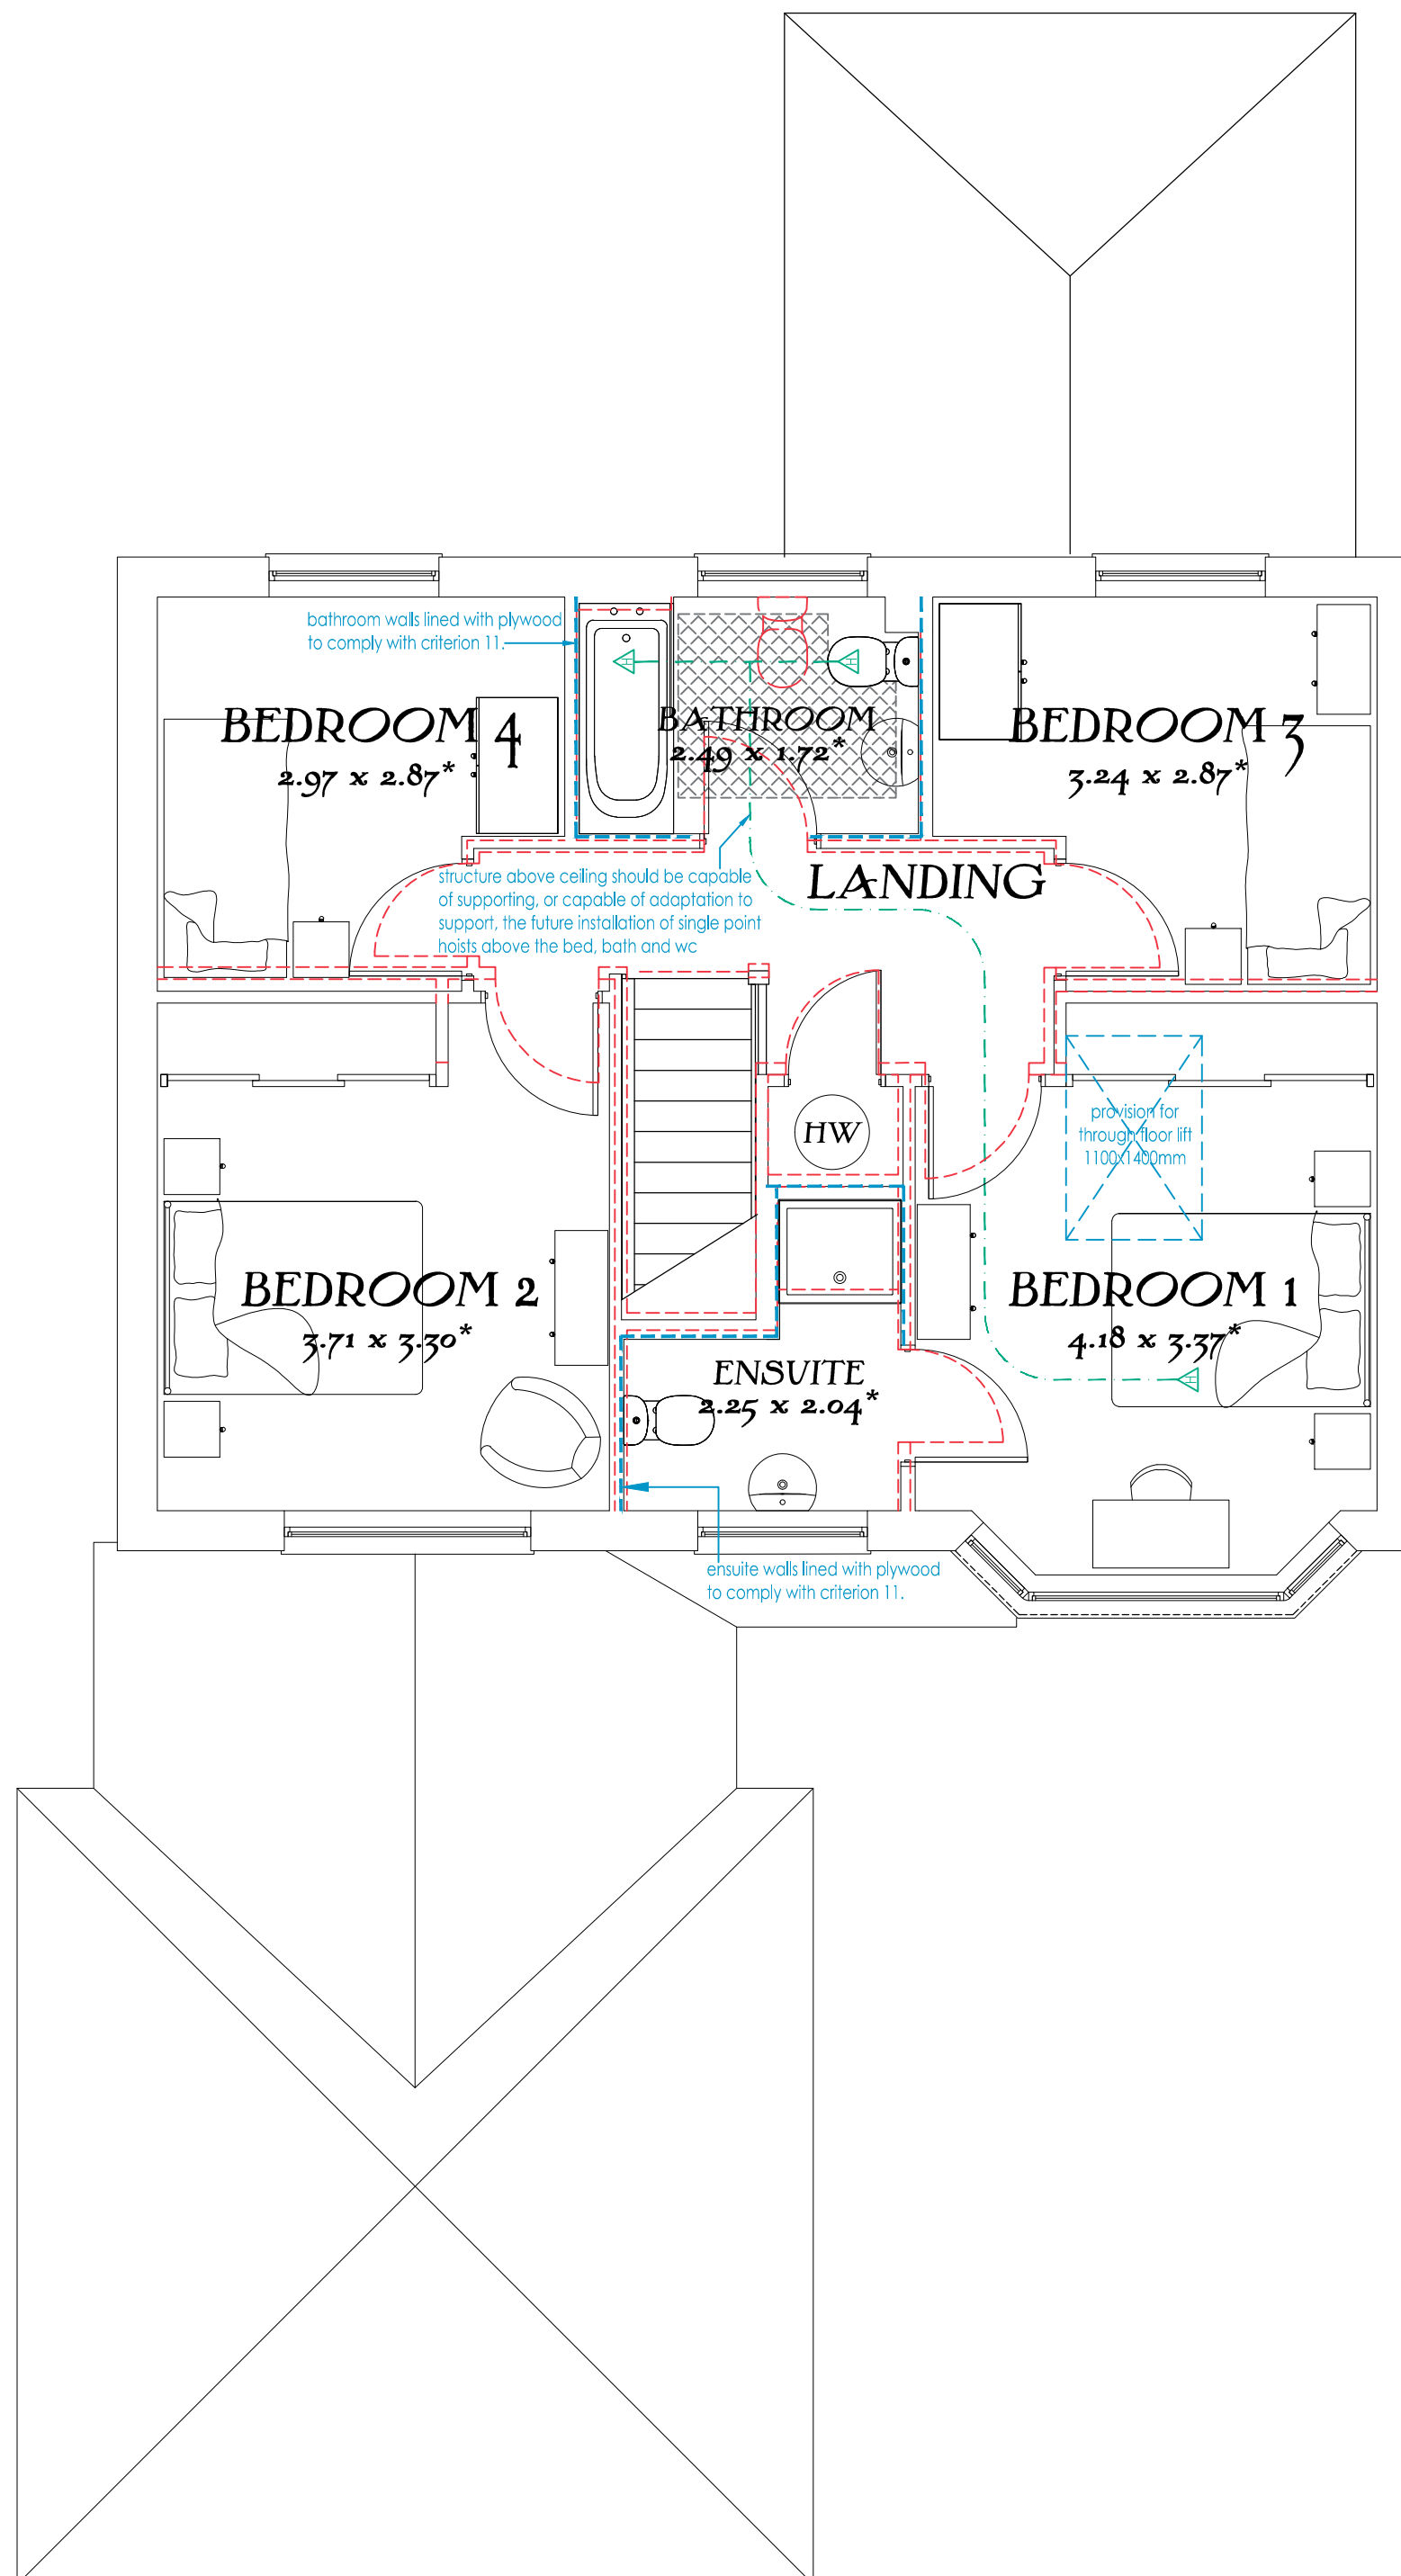 bathroom walls lined with plywood
to comply with criterion 11.
BEDROOM 4
2.97 x 2.87*
BATHROOM
2.49 x 1.72*
BEDROOM 3
3.24 x 2.87*
H
H
structure above ceiling should be capable
of supporting, or capable of adaptation to
support, the future installation of single point
hoists above the bed, bath and wc
LANDING
HW
provision for
through floor lift
1100x1400mm
BEDROOM 2
3.71 x 3.30*
BEDROOM 1
4.18 x 3.37*
H
ENSUITE
2.25 x 2.04*
ensuite walls lined with plywood
to comply with criterion 11.